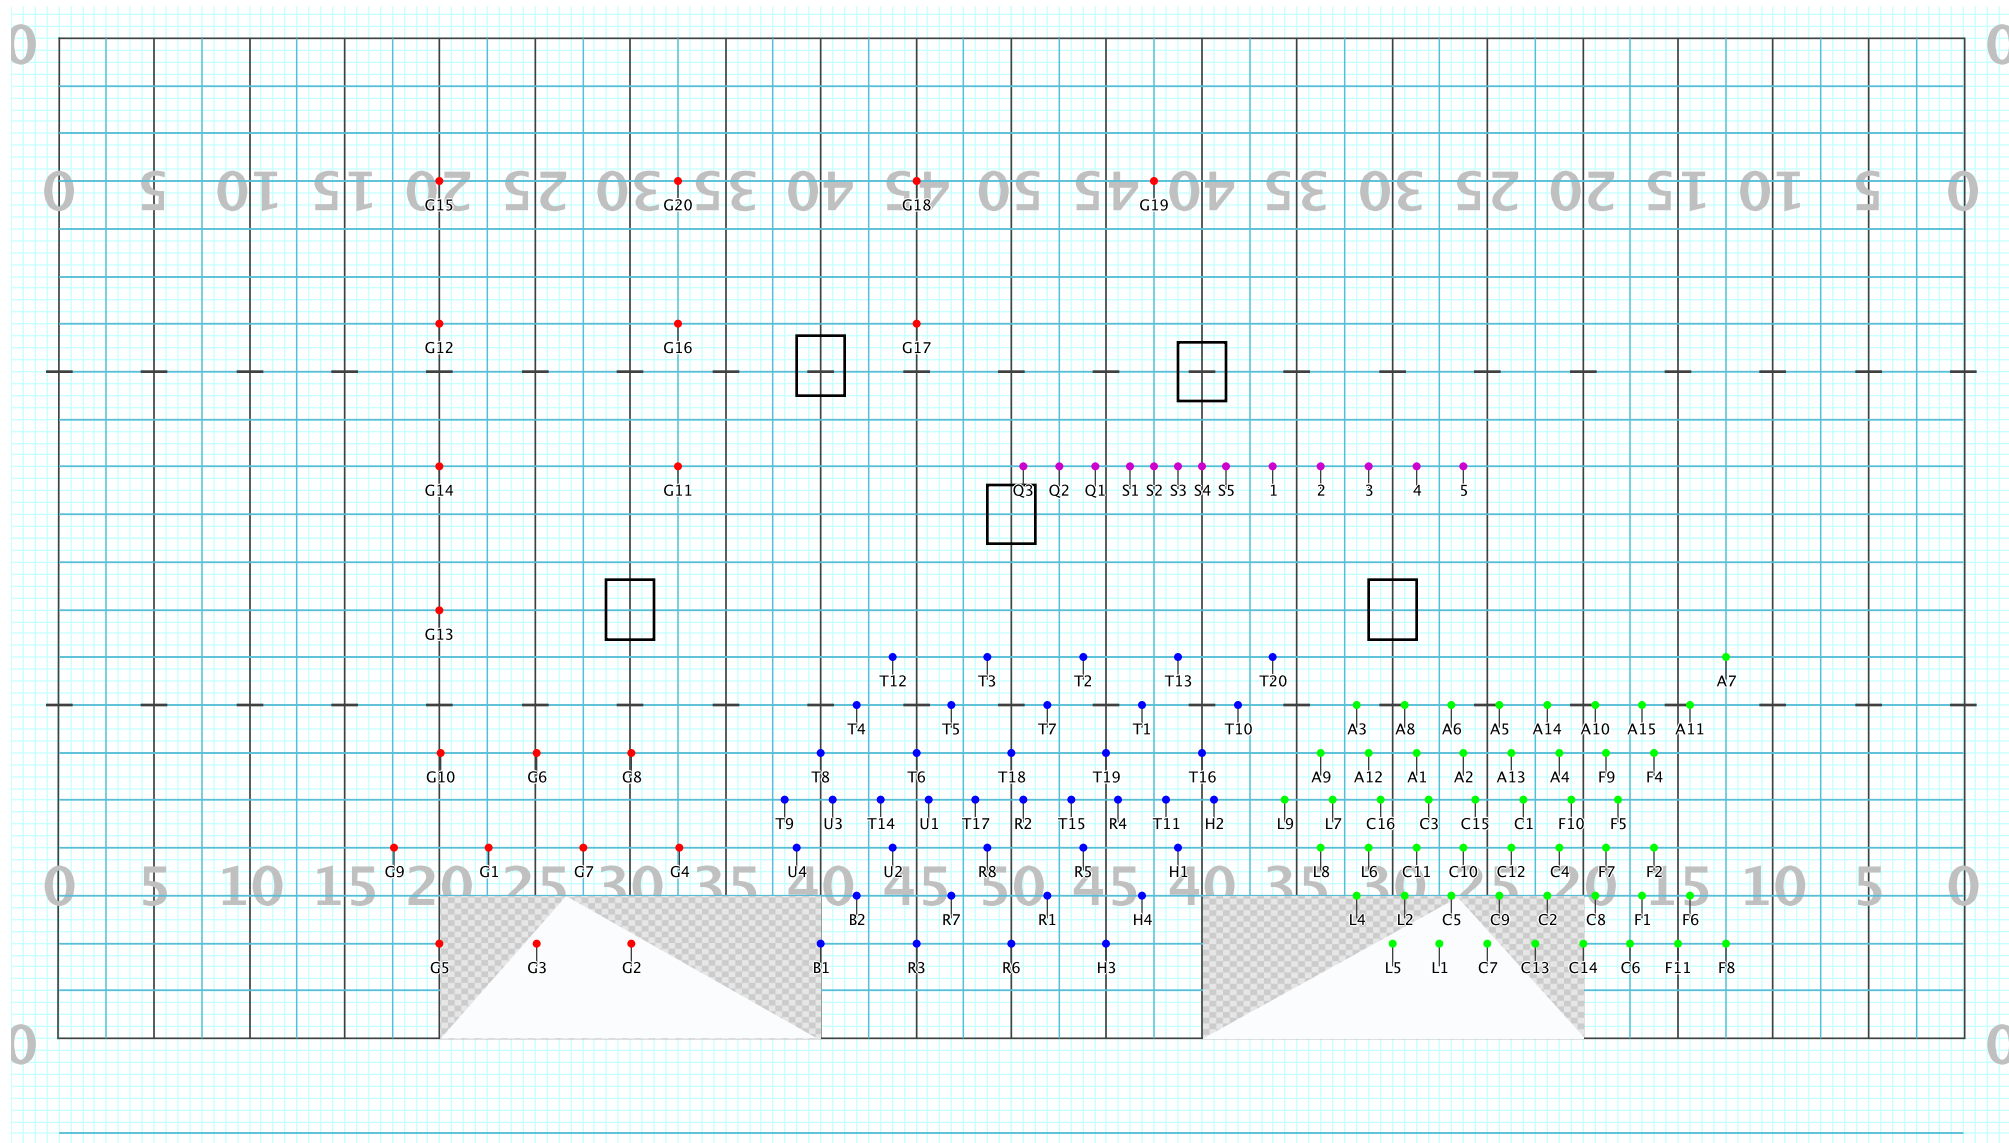 0 0
0 5 10 15 20 25 30 35 40 45 50 45 40 35 30 25 20 15 10 5 0
G15 G20 G18 G19
G12 G16 G17
G14 G11 Q3 Q2 Q1 S1 S2 S3 S4 S5 1 2 3 4 5
G13
T12 T3 T2 T13 T20 A7
T4 T5 T7 T1 T10 A3 A8 A6 A5 A14 A10 A15 A11
G10 G6 G8 T8 T6 T18 T19 T16 A9 A12 A1 A2 A13 A4 F9 F4
T9 U3 T14 U1 T17 R2 T15 R4 T11 H2 L9 L7 C16 C3 C15 C1 F10 F5
G9 G1 G7 G4 U4 U2 R8 R5 H1 L8 L6 C11 C10 C12 C4 F7 F2
0 5 10 15 20 25 30 35 40 45 50 45 40 35 30 25 20 15 10 5 0
B2 R7 R1 H4 L4 L2 C5 C9 C2 C8 F1 F6
G5 G3 G2 B1 R3 R6 H3 L5 L1 C7 C13 C14 C6 F11 F8
0 0